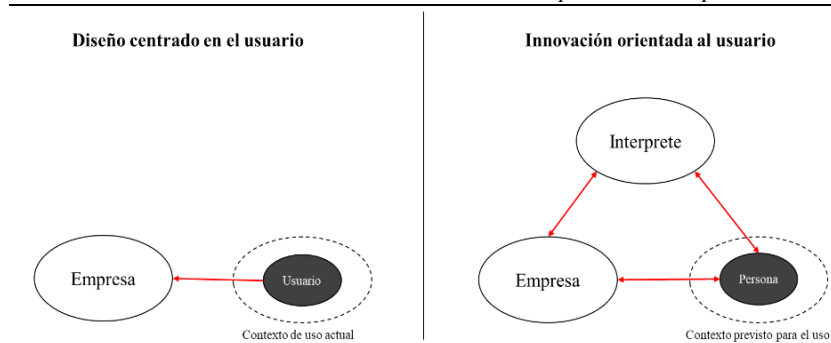 Diseño centrado en el usuario
Empresa
Usuario
Contexto de uso actual
Innovación orientada al usuario
Interprete
Empresa
Persona
Contexto previsto para el uso